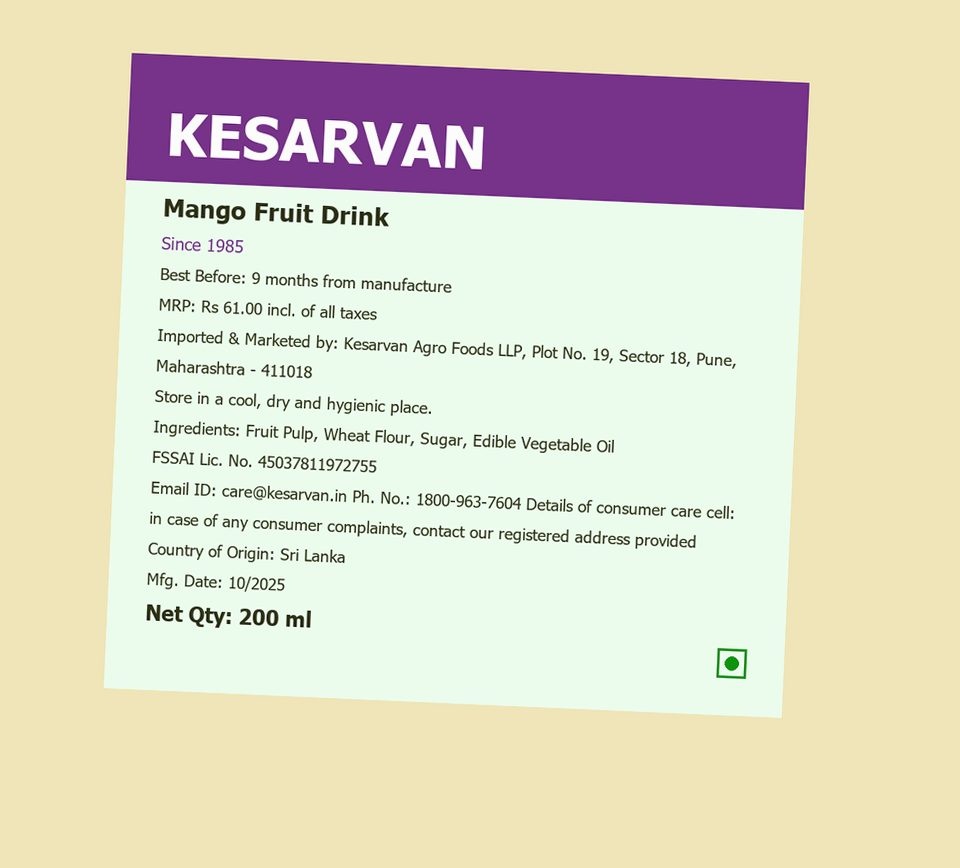 KESARVAN
Mango Fruit Drink
Since 1985
Best Before: 9 months from manufacture
MRP: Rs 61.00 incl. of all taxes
Imported & Marketed by: Kesarvan Agro Foods LLP, Plot No. 19, Sector 18, Pune,
Maharashtra - 411018
Store in a cool, dry and hygienic place.
Ingredients: Fruit Pulp, Wheat Flour, Sugar, Edible Vegetable Oil
FSSAI Lic. No. 45037811972755
Email ID: care@kesarvan.in Ph. No.: 1800-963-7604 Details of consumer care cell:
in case of any consumer complaints, contact our registered address provided
Country of Origin: Sri Lanka
Mfg. Date: 10/2025
Net Qty: 200 ml